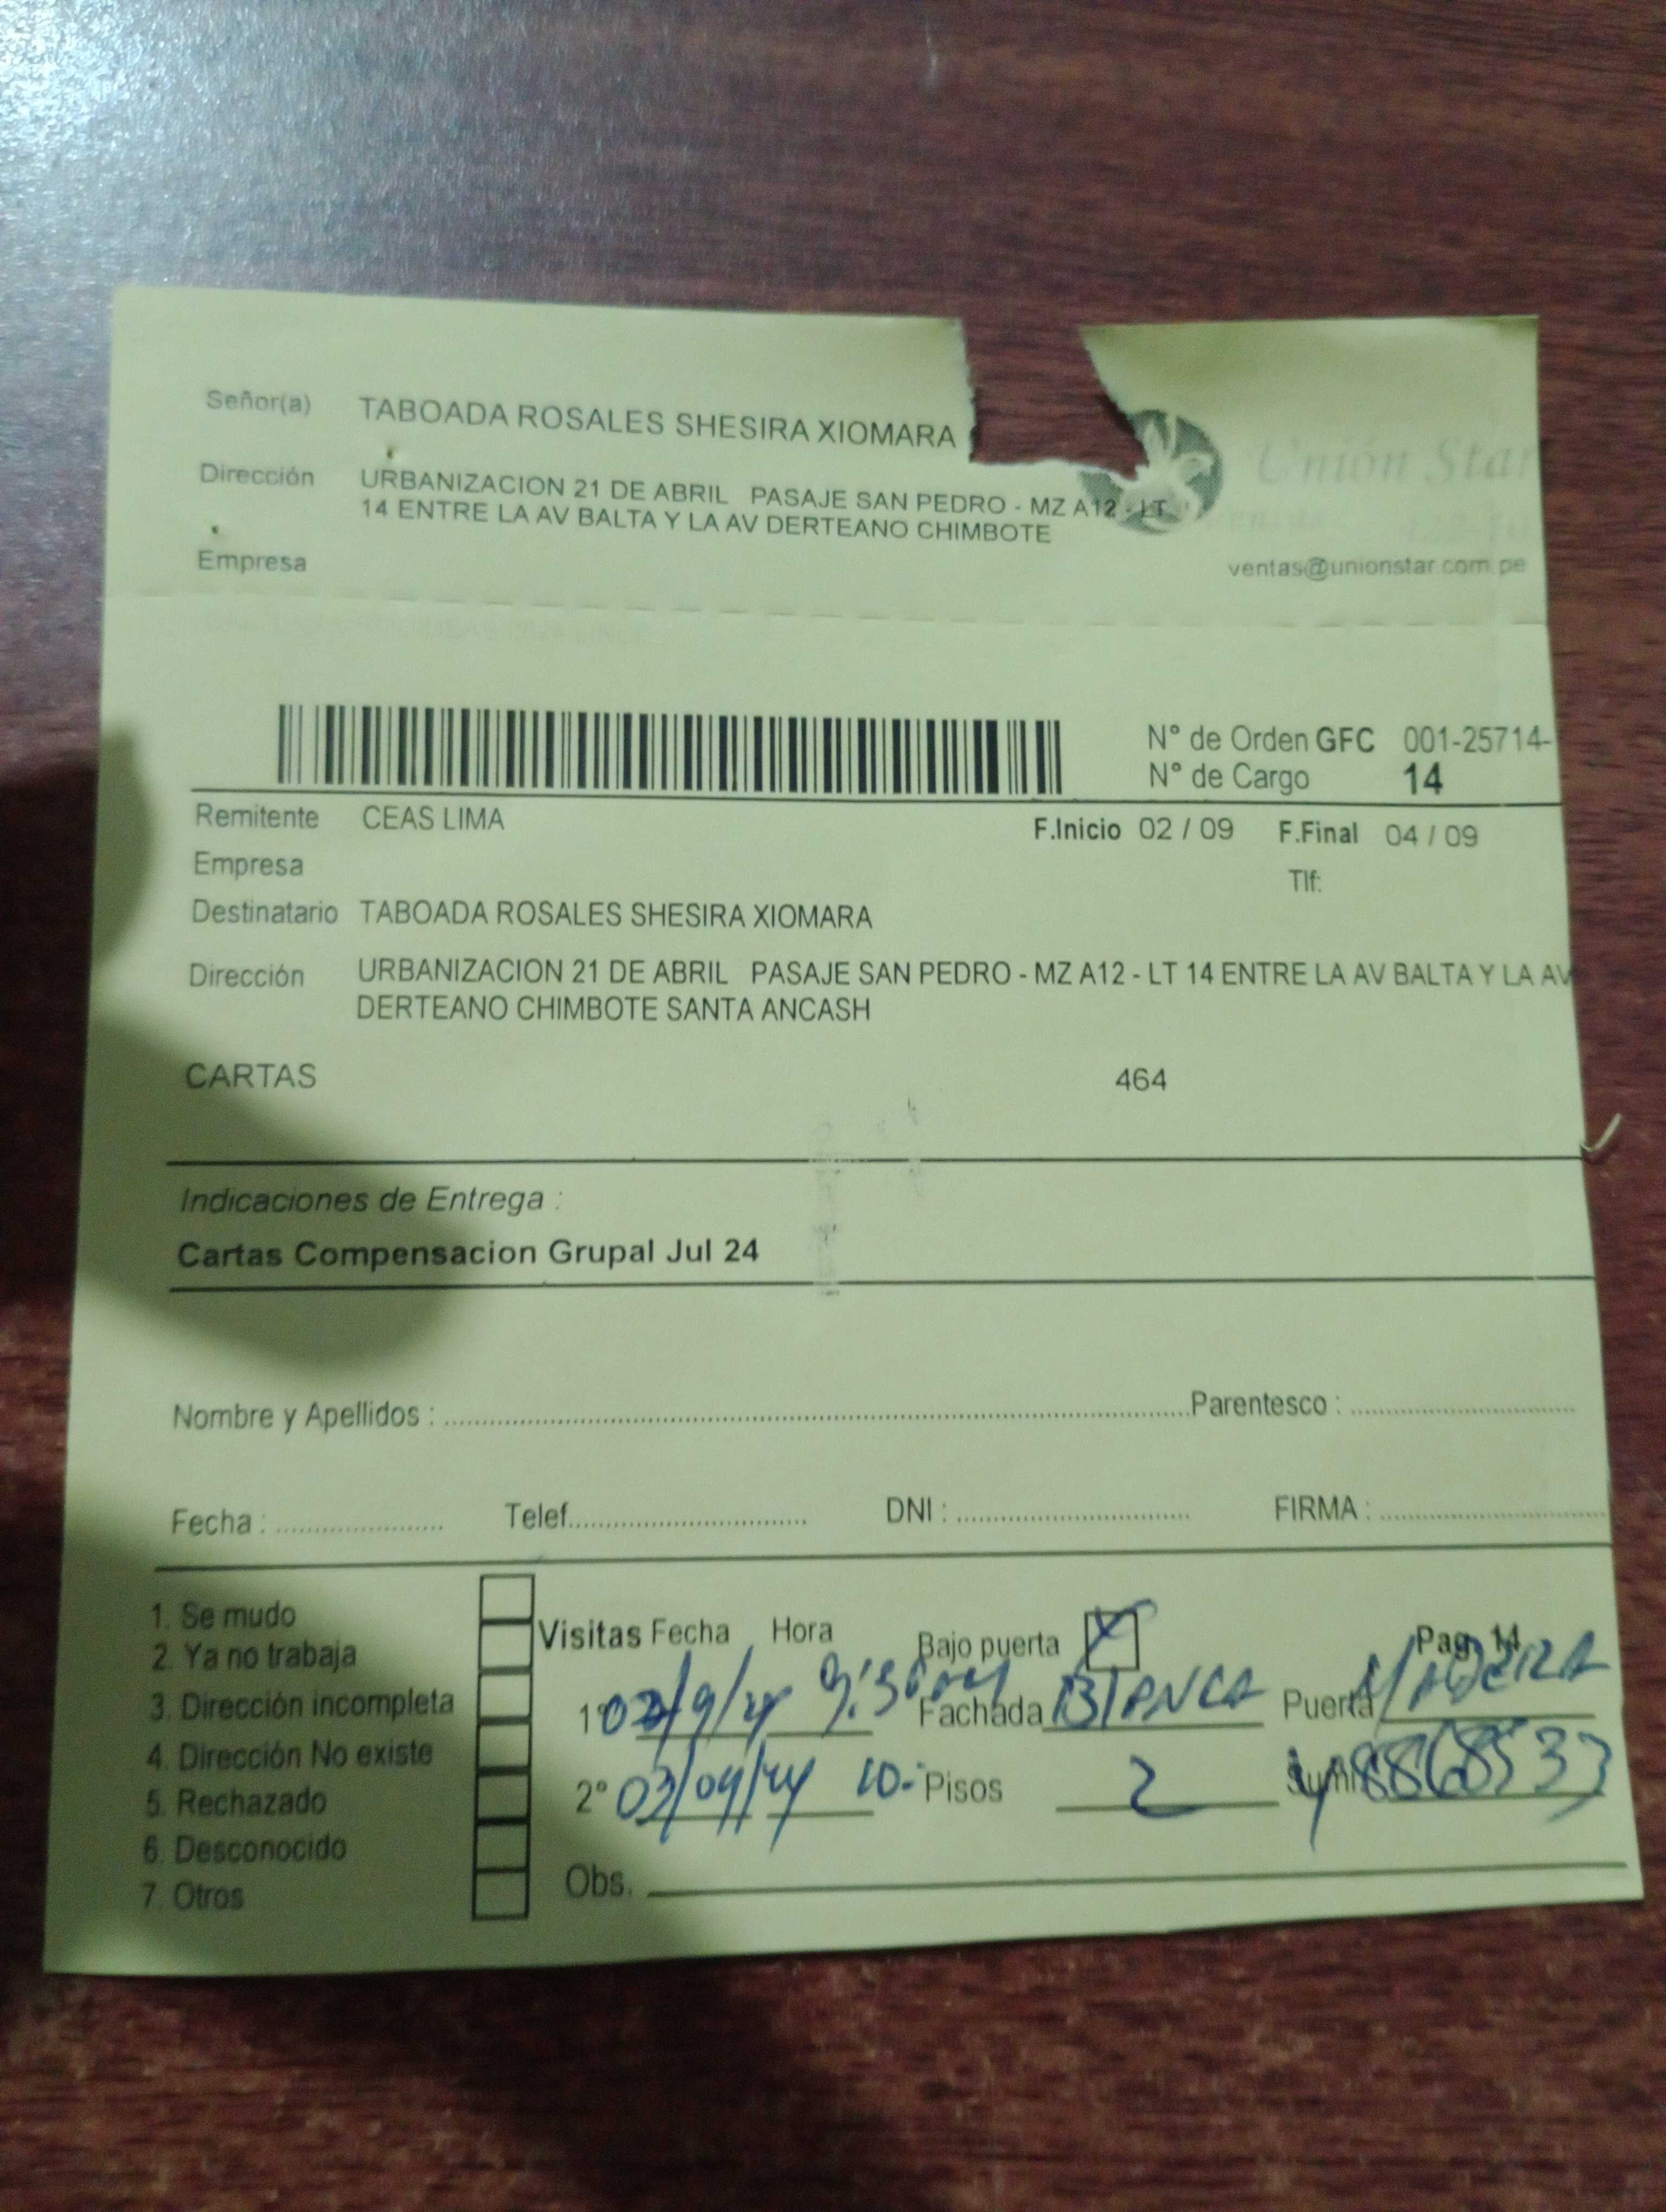 Señor(a) TABOADA ROSALES SHESIRA XIOMARA
Unión Star
Dirección URBANIZACION 21 DE ABRIL PASAJE SAN PEDRO - MZ A12 - LT
14 ENTRE LA AV BALTA Y LA AV DERTEANO CHIMBOTE
Empresa
ventas@unionstar.com.pe
N° de Orden GFC 001-25714-
N° de Cargo 14
Remitente CEAS LIMA
F.Inicio 02 / 09 F.Final 04 / 09
Empresa
Tlf:
Destinatario TABOADA ROSALES SHESIRA XIOMARA
Dirección URBANIZACION 21 DE ABRIL PASAJE SAN PEDRO - MZ A12 - LT 14 ENTRE LA AV BALTA Y LA AV
DERTEANO CHIMBOTE SANTA ANCASH
CARTAS 464
Indicaciones de Entrega :
Cartas Compensacion Grupal Jul 24
Nombre y Apellidos : Parentesco :
Fecha : Telef. DNI : FIRMA :
1. Se mudo
2. Ya no trabaja
3. Dirección incompleta
4. Dirección No existe
5. Rechazado
6. Desconocido
7. Otros
Visitas Fecha Hora Bajo puerta X Pag. 14
1° Fachada BLANCA Puerta MADERA
2° 03/09/24 10- Pisos 2
Obs.